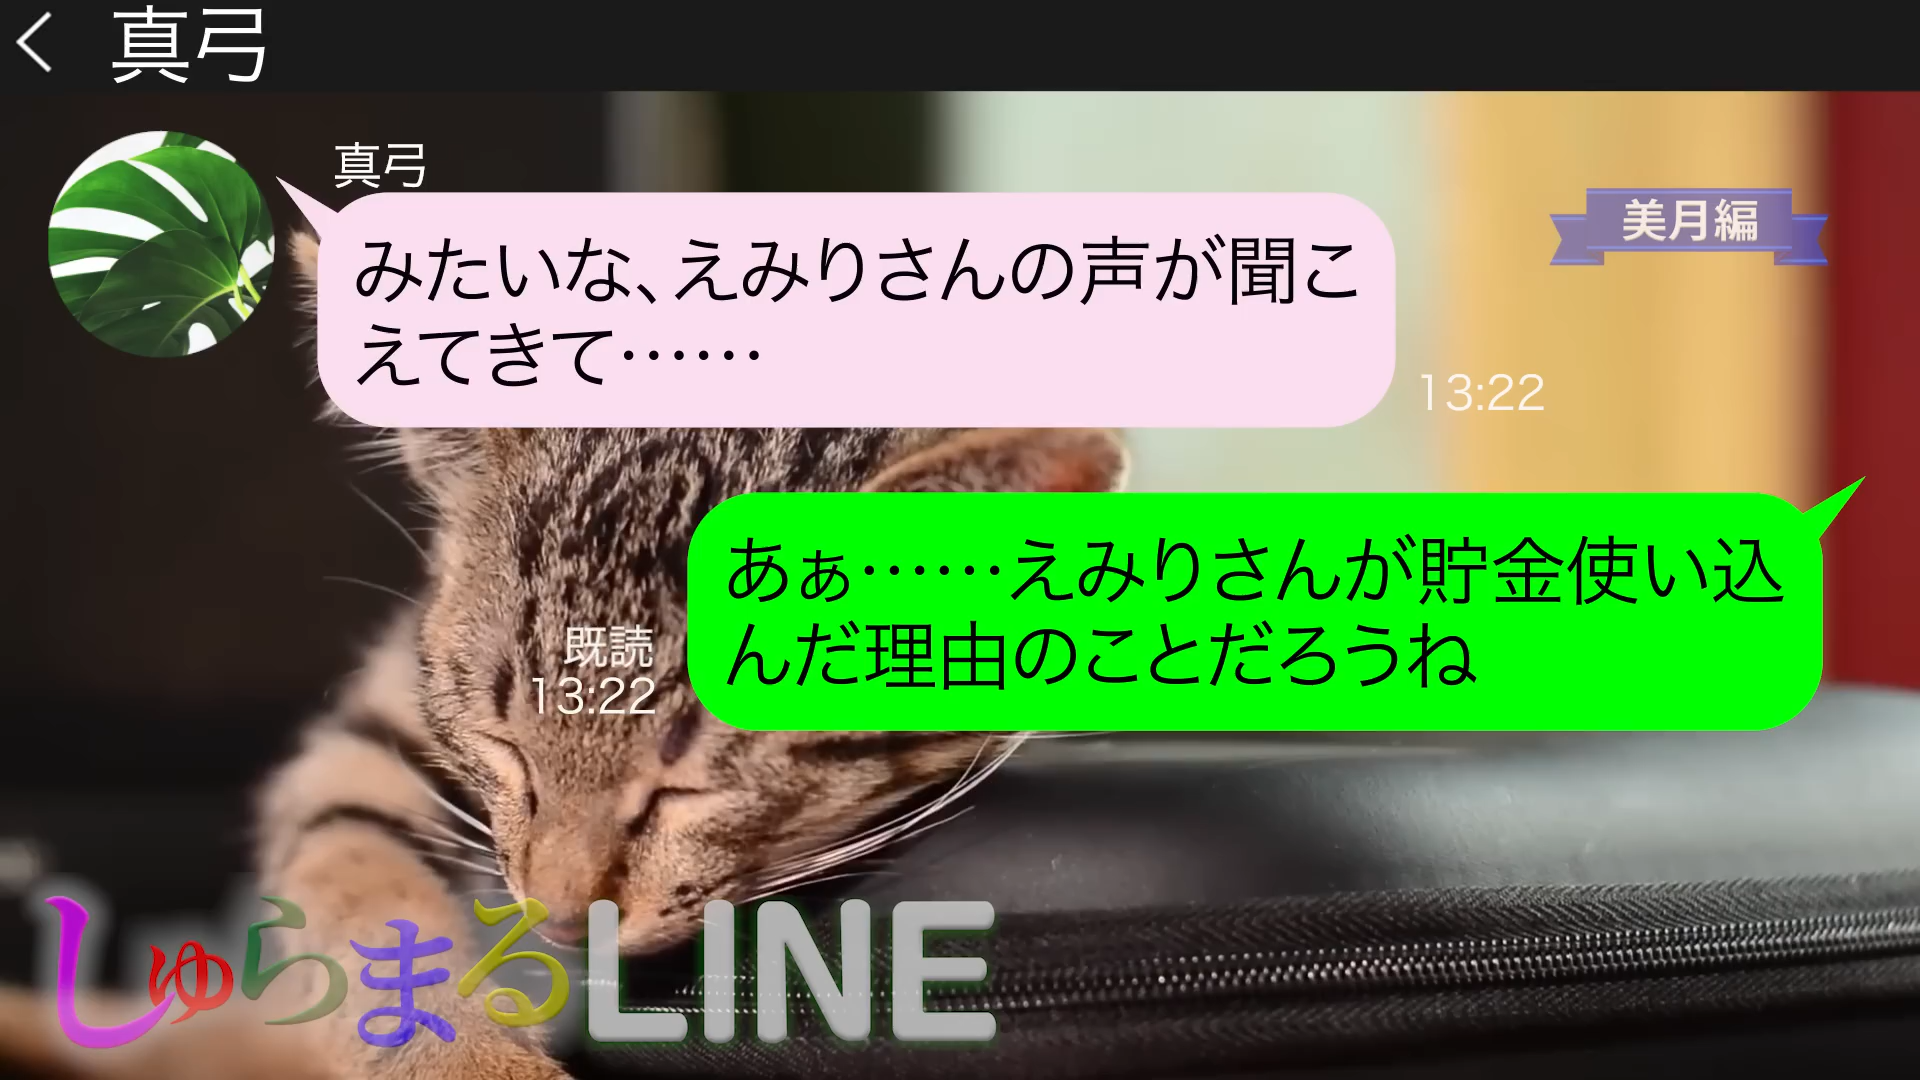 真弓
真弓
美月編
みたいな、えみりさんの声が聞こ
えてきて……
13:22
あぁ……えみりさんが貯金使い込
んだ理由のことだろうね
既読
13:22
しゅらまるLINE